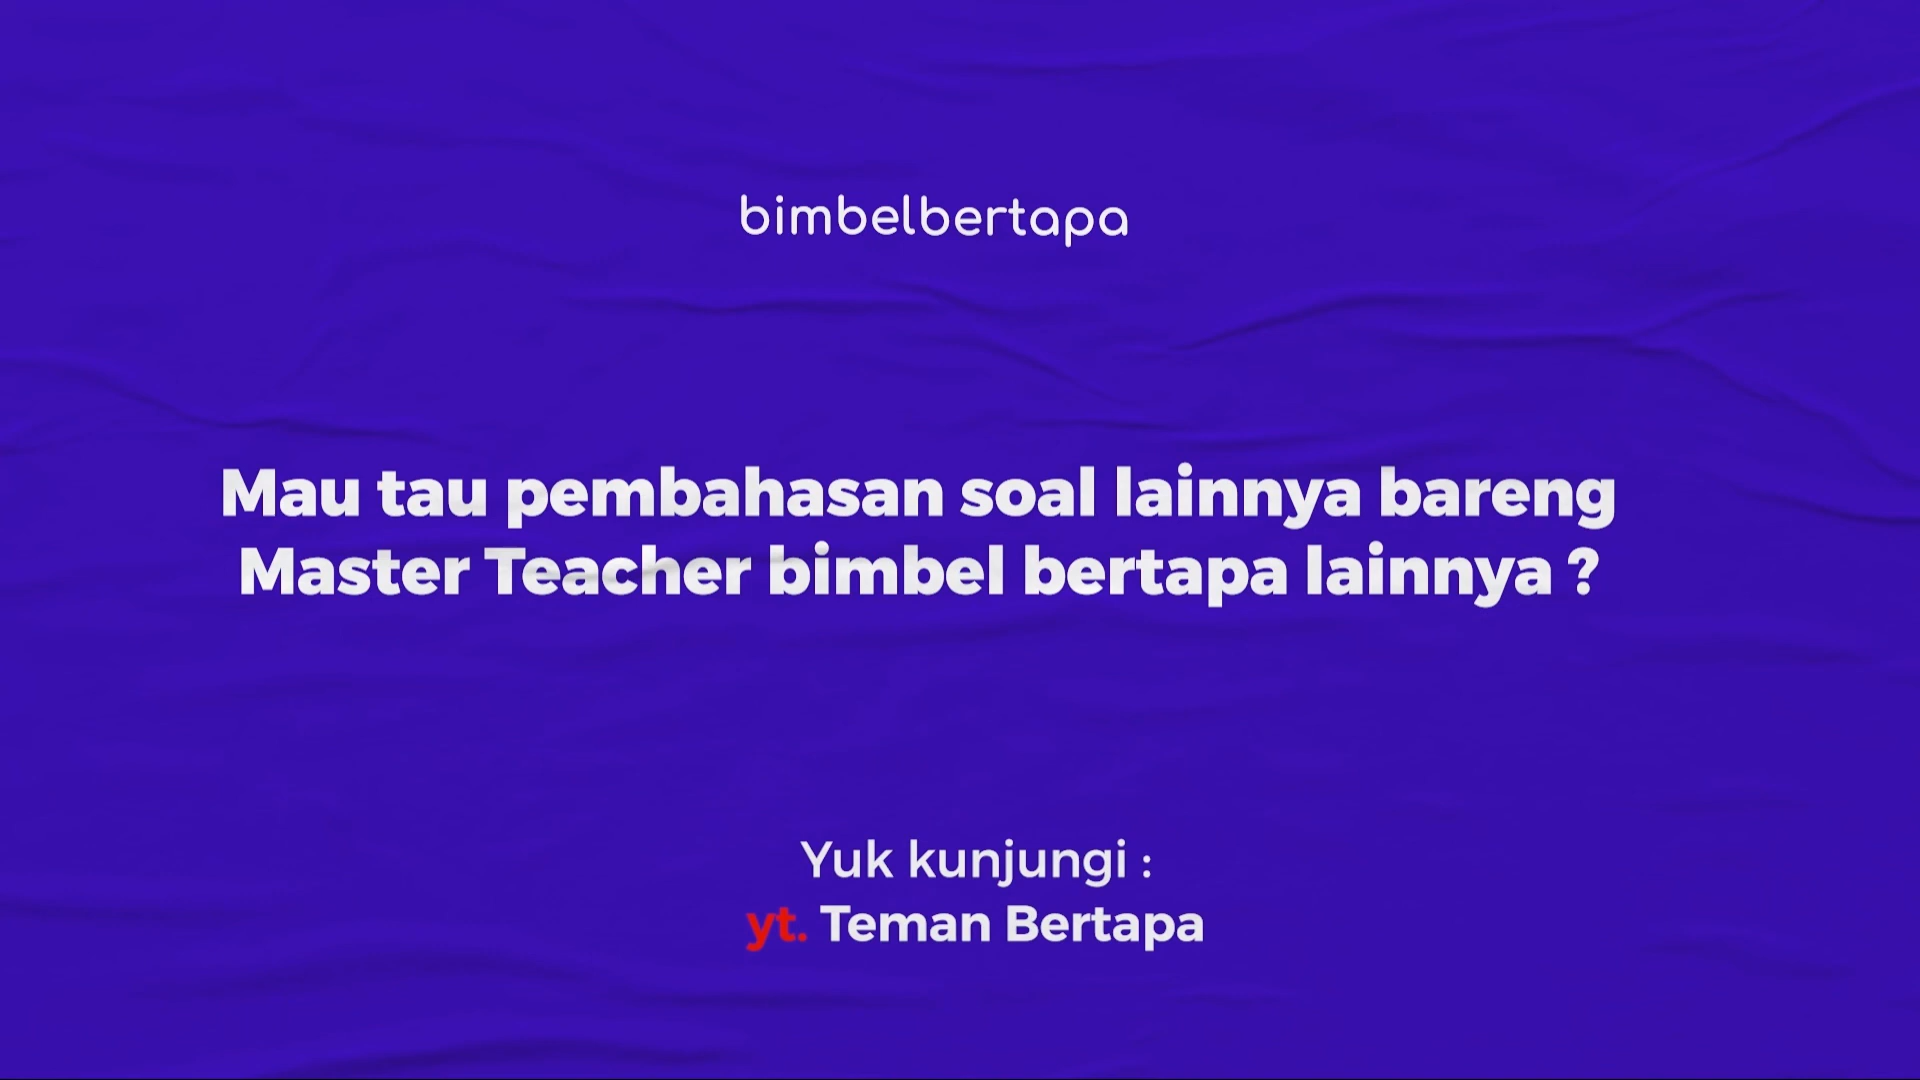 bimbelbertapa
Mau tau pembahasan soal lainnya bareng
Master Teacher bimbel bertapa lainnya ?
Yuk kunjungi :
yt. Teman Bertapa